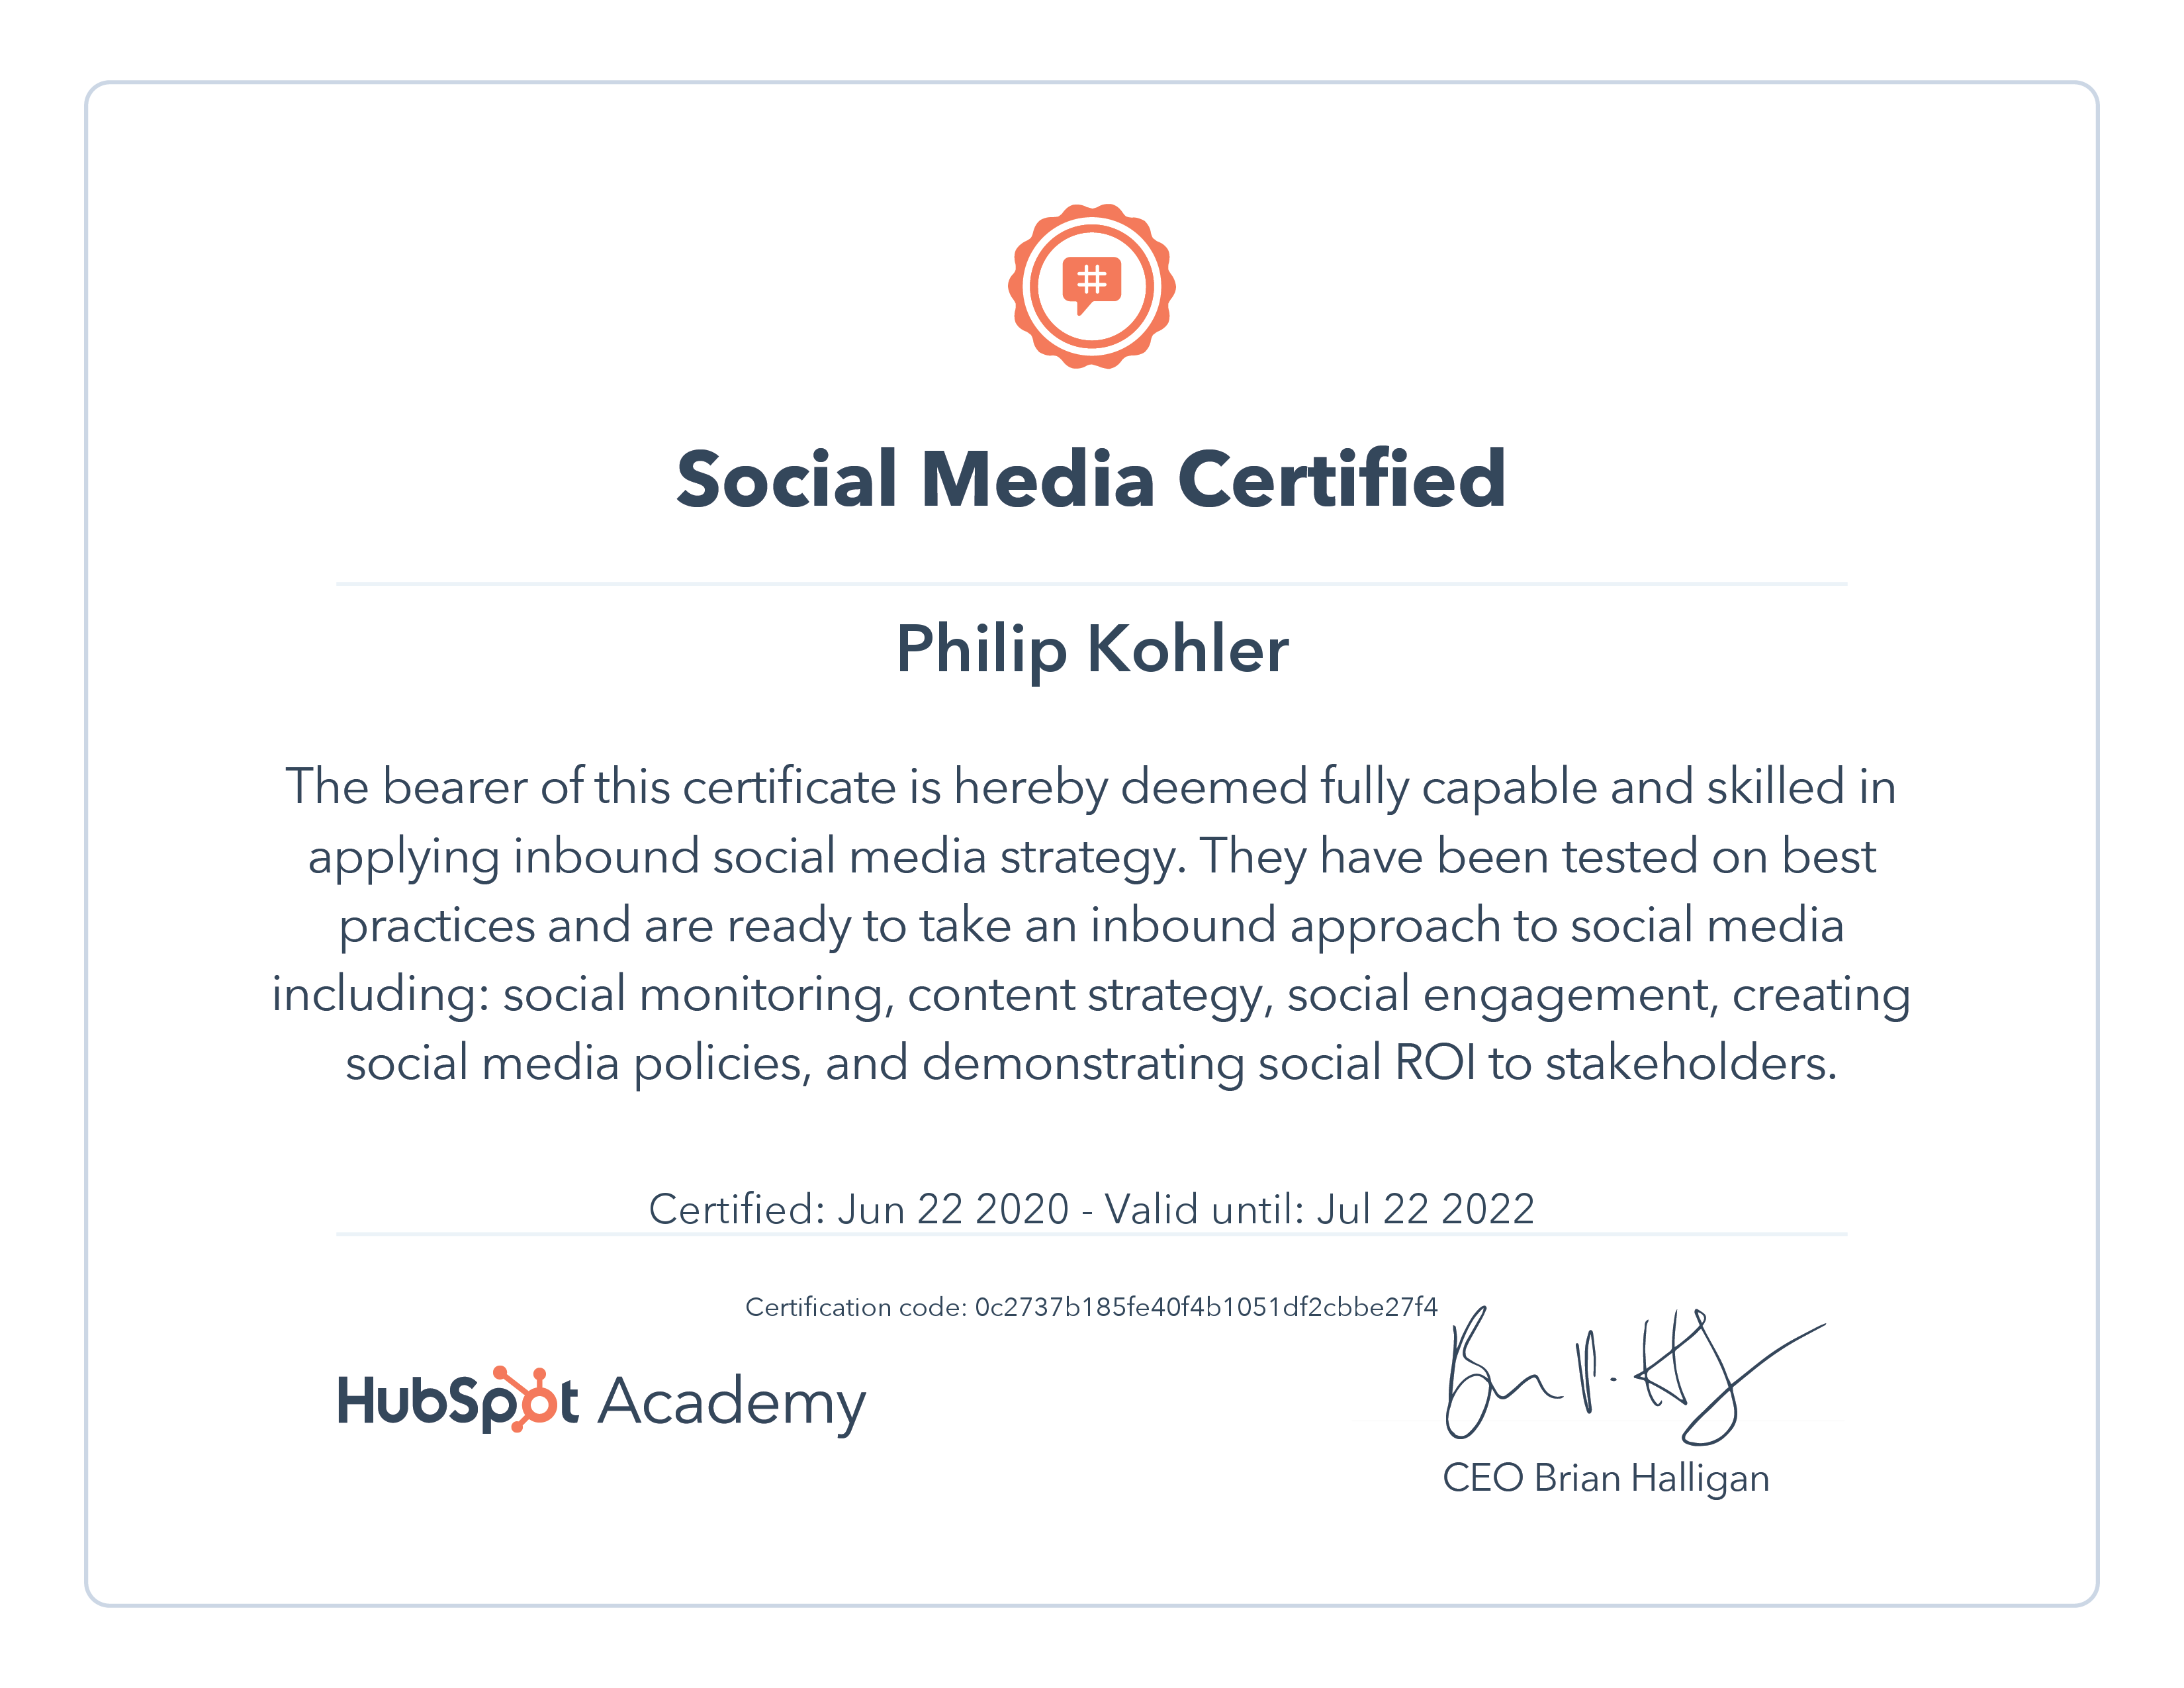 #
Social Media Certified
Philip Kohler
The bearer of this certificate is hereby deemed fully capable and skilled in
applying inbound social media strategy. They have been tested on best
practices and are ready to take an inbound approach to social media
including: social monitoring, content strategy, social engagement, creating
social media policies, and demonstrating social ROI to stakeholders.
Certified: Jun 22 2020 - Valid until: Jul 22 2022
Certification code: 0c2737b185fe40f4b1051df2cbbe27f4
HubSpot Academy
CEO Brian Halligan